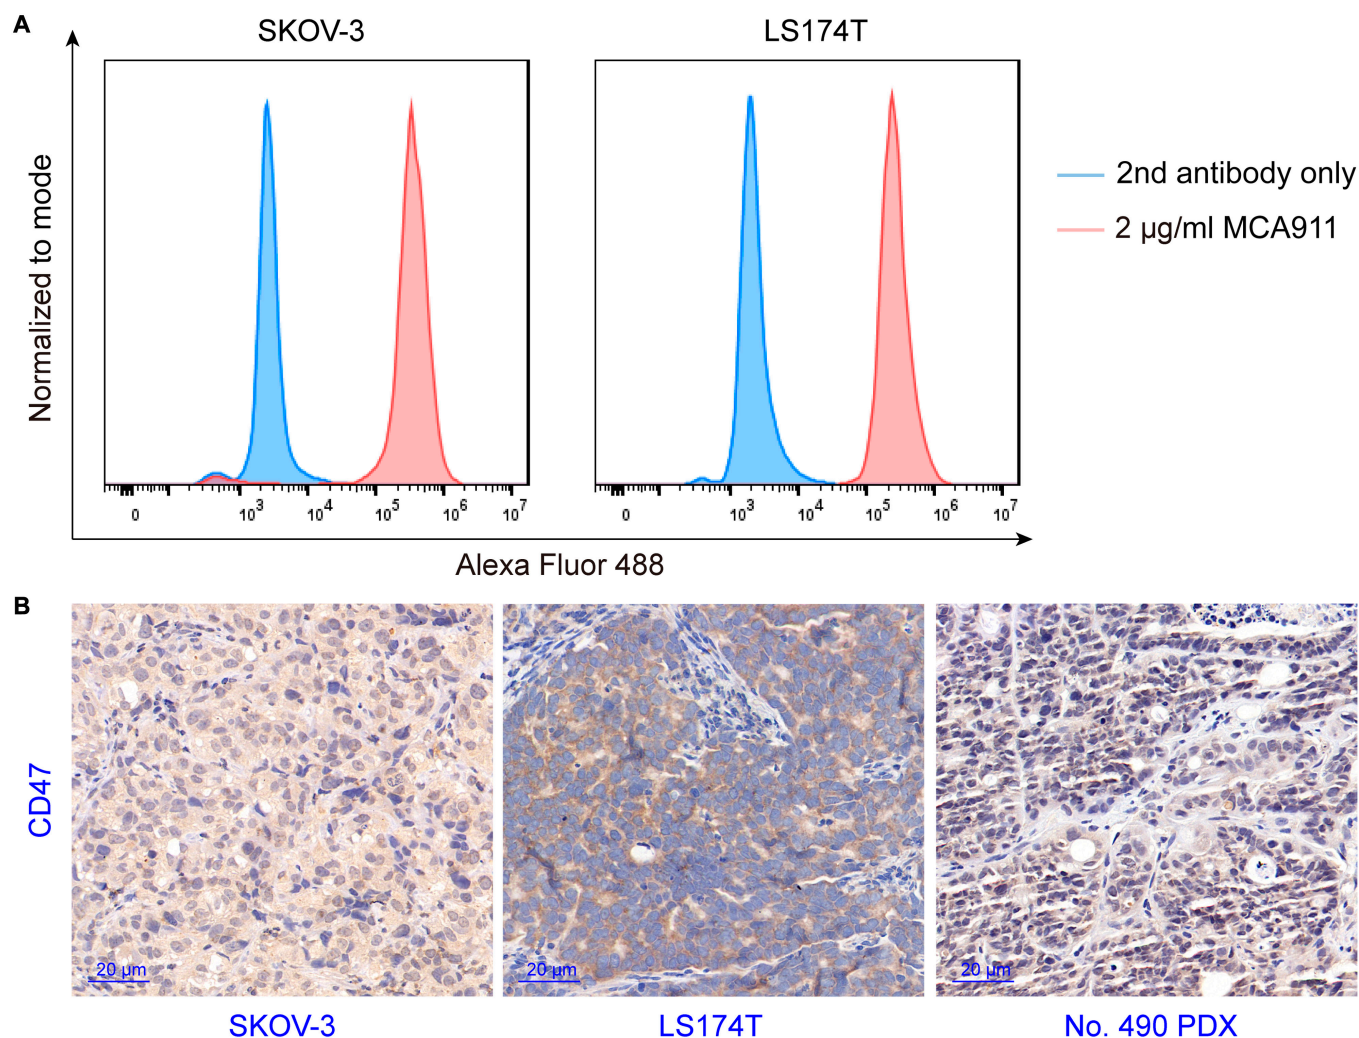 A
SKOV-3
LS174T
Normalized to mode
0 10³ 10⁴ 10⁵ 10⁶ 10⁷
0 10³ 10⁴ 10⁵ 10⁶ 10⁷
Alexa Fluor 488
2nd antibody only
2 µg/ml MCA911
B
CD47
20 µm
20 µm
20 µm
SKOV-3
LS174T
No. 490 PDX